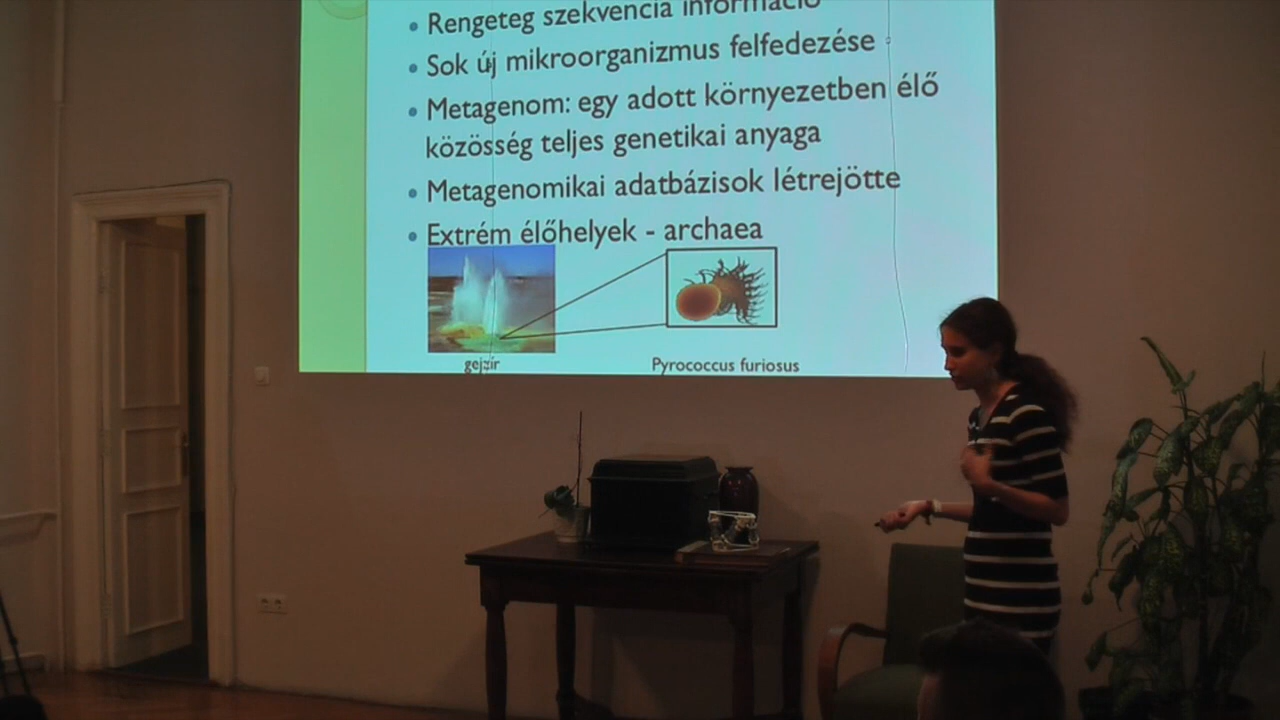 Rengeteg szekvencia információ
Sok új mikroorganizmus felfedezése
Metagenom: egy adott környezetben élő
közösség teljes genetikai anyaga
Metagenomikai adatbázisok létrejötte
Extrém élőhelyek - archaea
gejzír
Pyrococcus furiosus